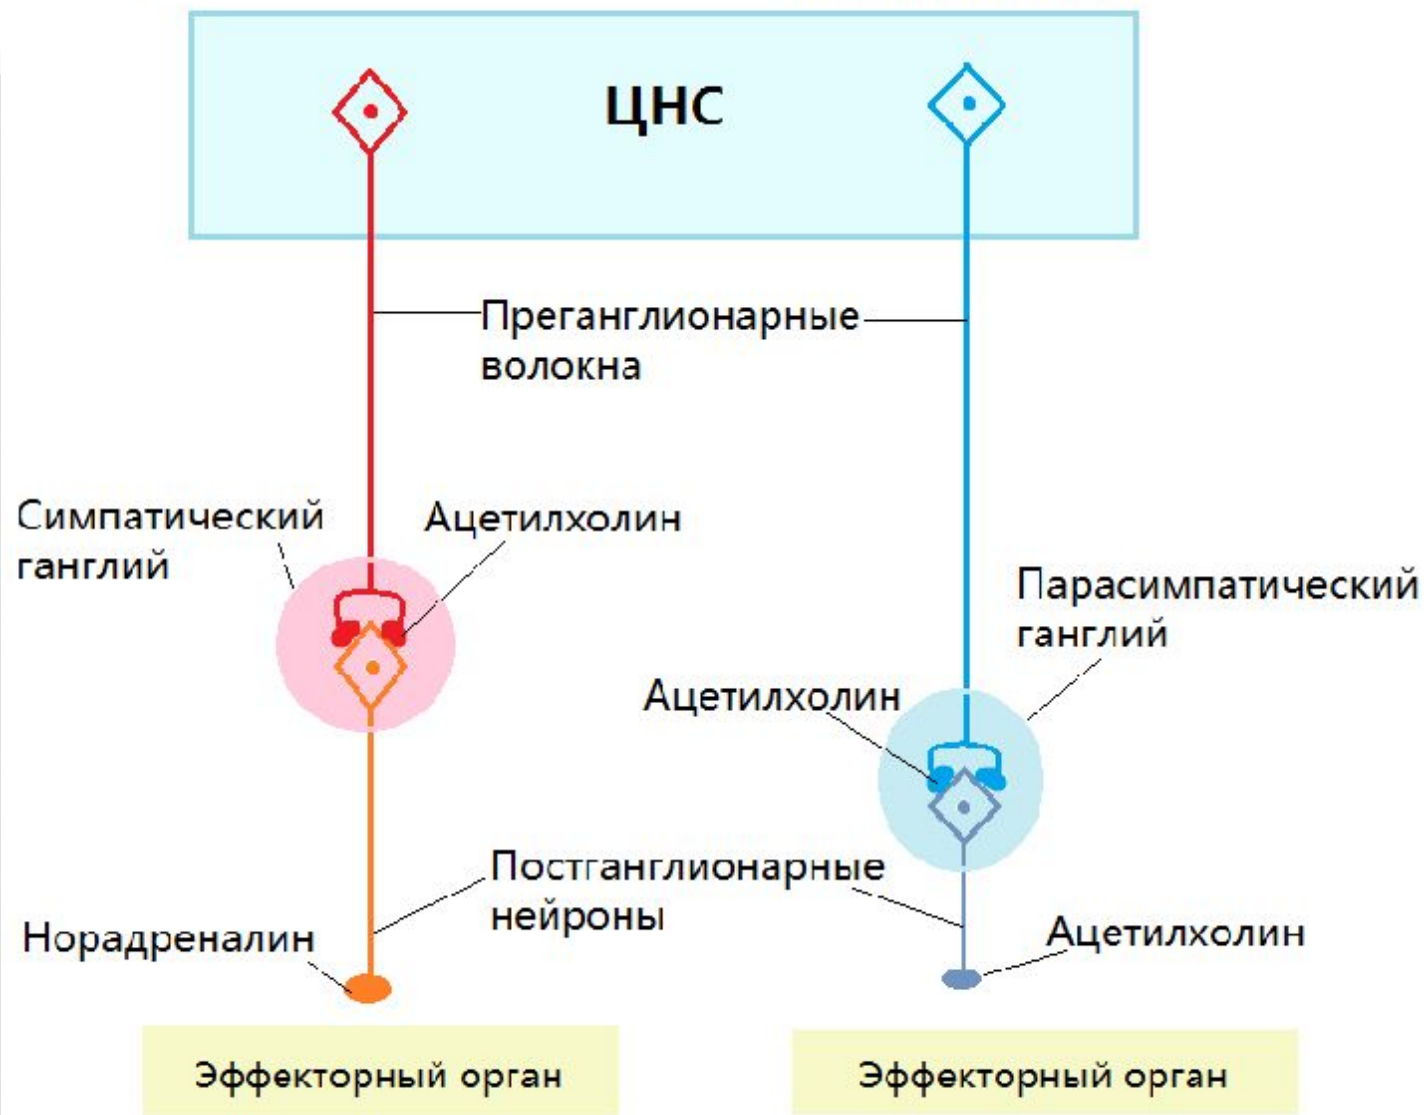 ЦНС
Преганглионарные
волокна
Симпатический
ганглий
Ацетилхолин
Парасимпатический
ганглий
Ацетилхолин
Постганглионарные
нейроны
Норадреналин
Ацетилхолин
Эффекторный орган
Эффекторный орган